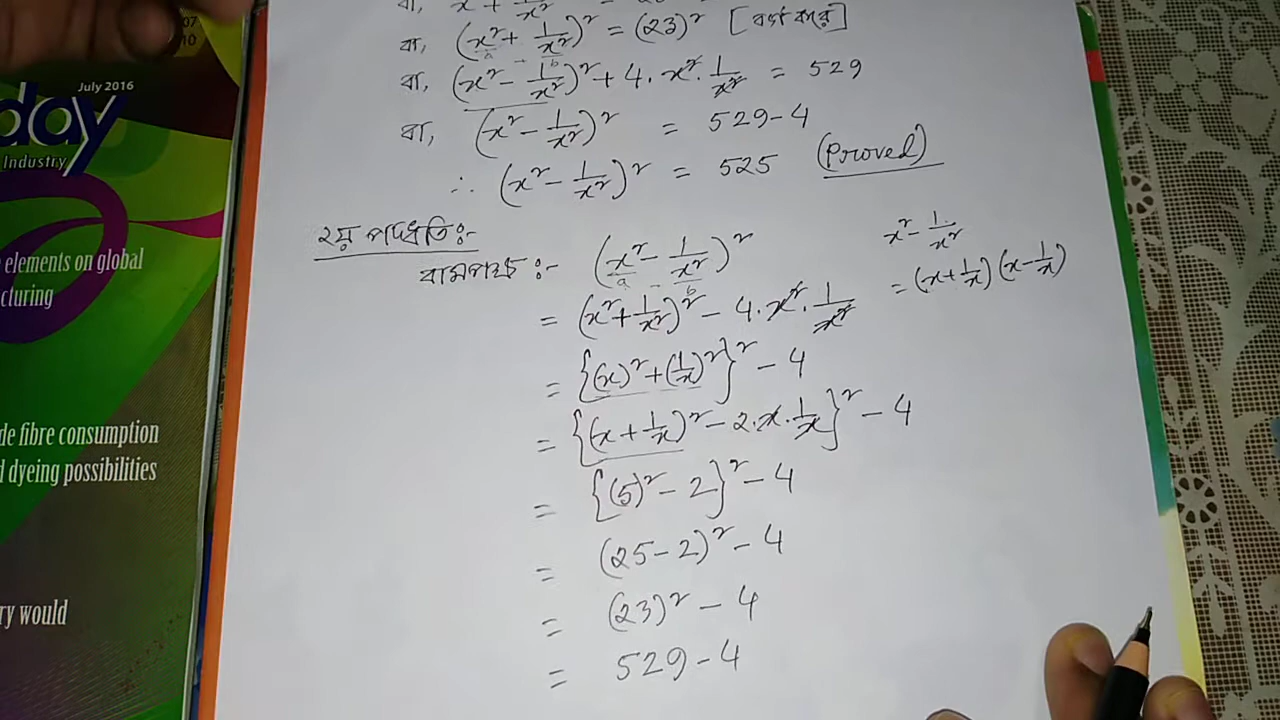 07
10
July 2016
day
Industry
elements on global
cturing
de fibre consumption
d dyeing possibilities
ry would
বা, (x² + 1/x²)² = (23)² [বর্গ করে]
বা, (x² - 1/x²)² + 4. x². 1/x² = 529
বা, (x² - 1/x²)² = 529-4
∴ (x² - 1/x²)² = 525 (Proved)
২য় পদ্ধতি:-
বামপক্ষ :- (x² - 1/x²)²
a - b
= (x² + 1/x²)² - 4. x². 1/x²
= {(x)² + (1/x)²}² - 4
= {(x + 1/x)² - 2. x. 1/x}² - 4
= {(5)² - 2}² - 4
= (25-2)² - 4
= (23)² - 4
= 529-4
x² - 1/x²
= (x + 1/x) (x - 1/x)